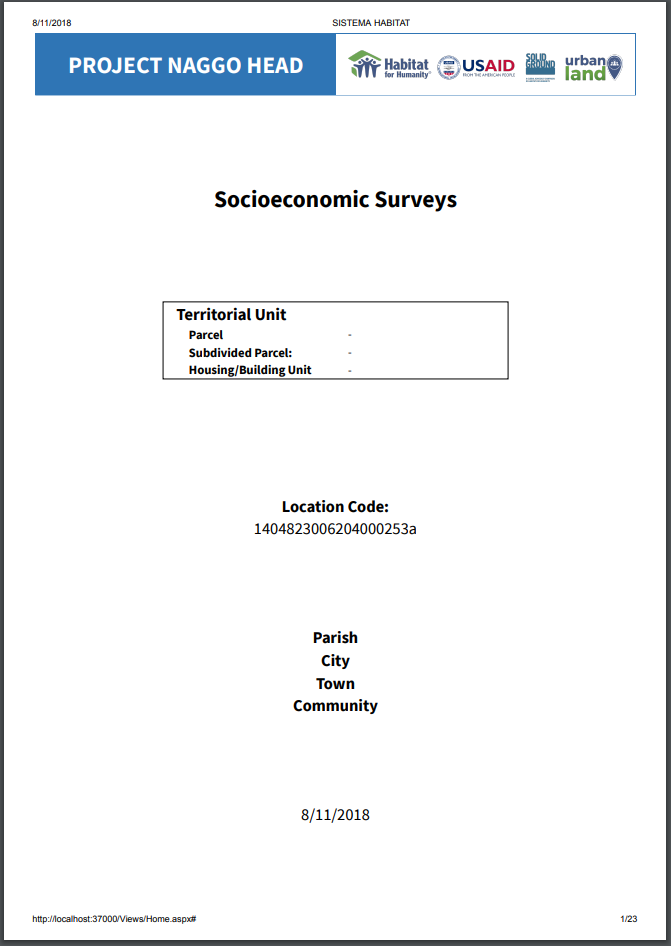 8/11/2018 SISTEMA HABITAT
PROJECT NAGGO HEAD
Habitat
for Humanity®
USAID
FROM THE AMERICAN PEOPLE
SOLID
GROUND
urban
land
Socioeconomic Surveys
Territorial Unit
Parcel -
Subdivided Parcel: -
Housing/Building Unit -
Location Code:
1404823006204000253a
Parish
City
Town
Community
8/11/2018
http://localhost:37000/Views/Home.aspx# 1/23